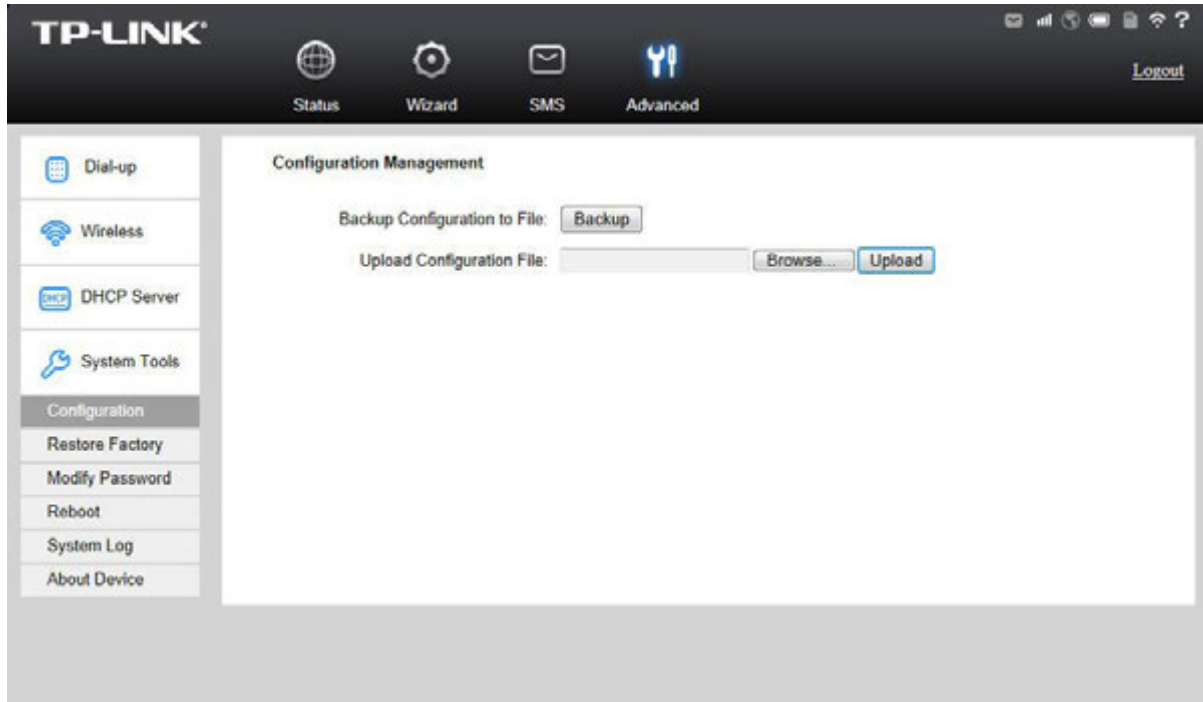 TP-LINK
?
Logout
Status Wizard SMS Advanced
Dial-up
Wireless
DHCP
DHCP Server
System Tools
Configuration
Restore Factory
Modify Password
Reboot
System Log
About Device
Configuration Management
Backup Configuration to File: Backup
Upload Configuration File: Browse... Upload